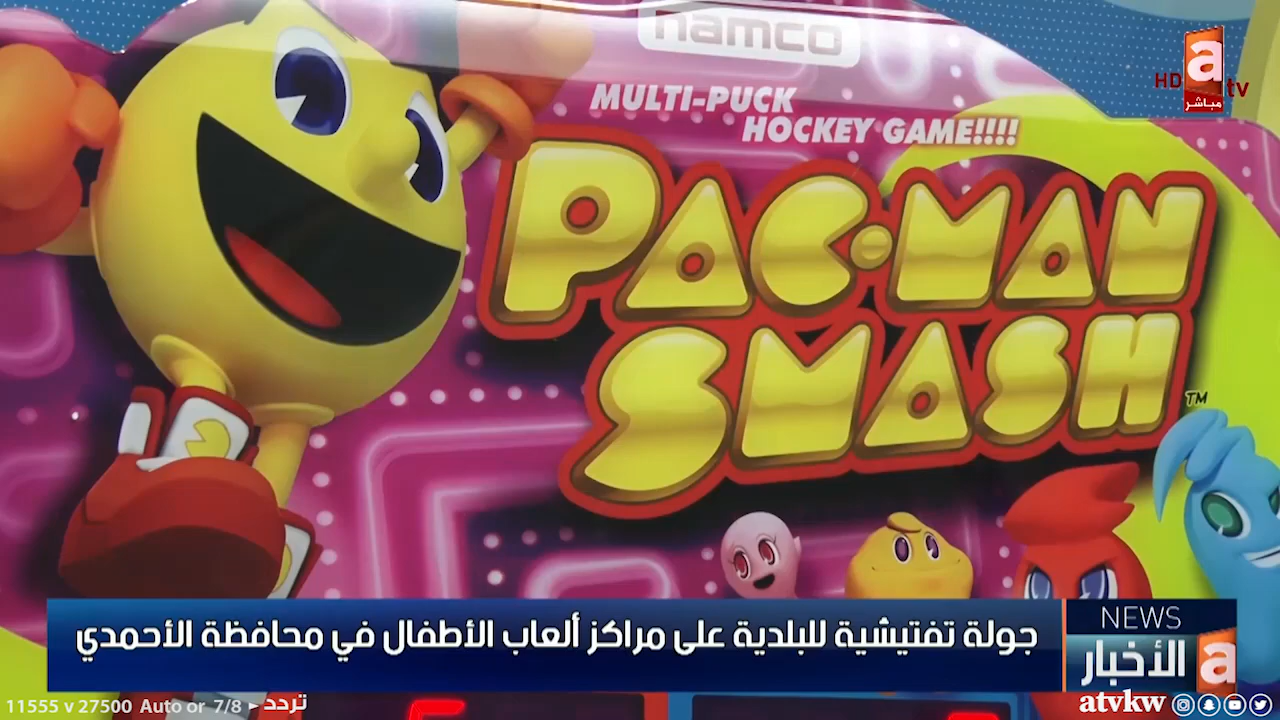 namco
MULTI-PUCK
HOCKEY GAME!!!!
PAC-MAN
SMASH
TM
HD a tv
مباشر
جولة تفتيشية للبلدية على مراكز ألعاب الأطفال في محافظة الأحمدي
NEWS
الأخبار a
atvkw
11555 v 27500 Auto or 7/8 ► تردد